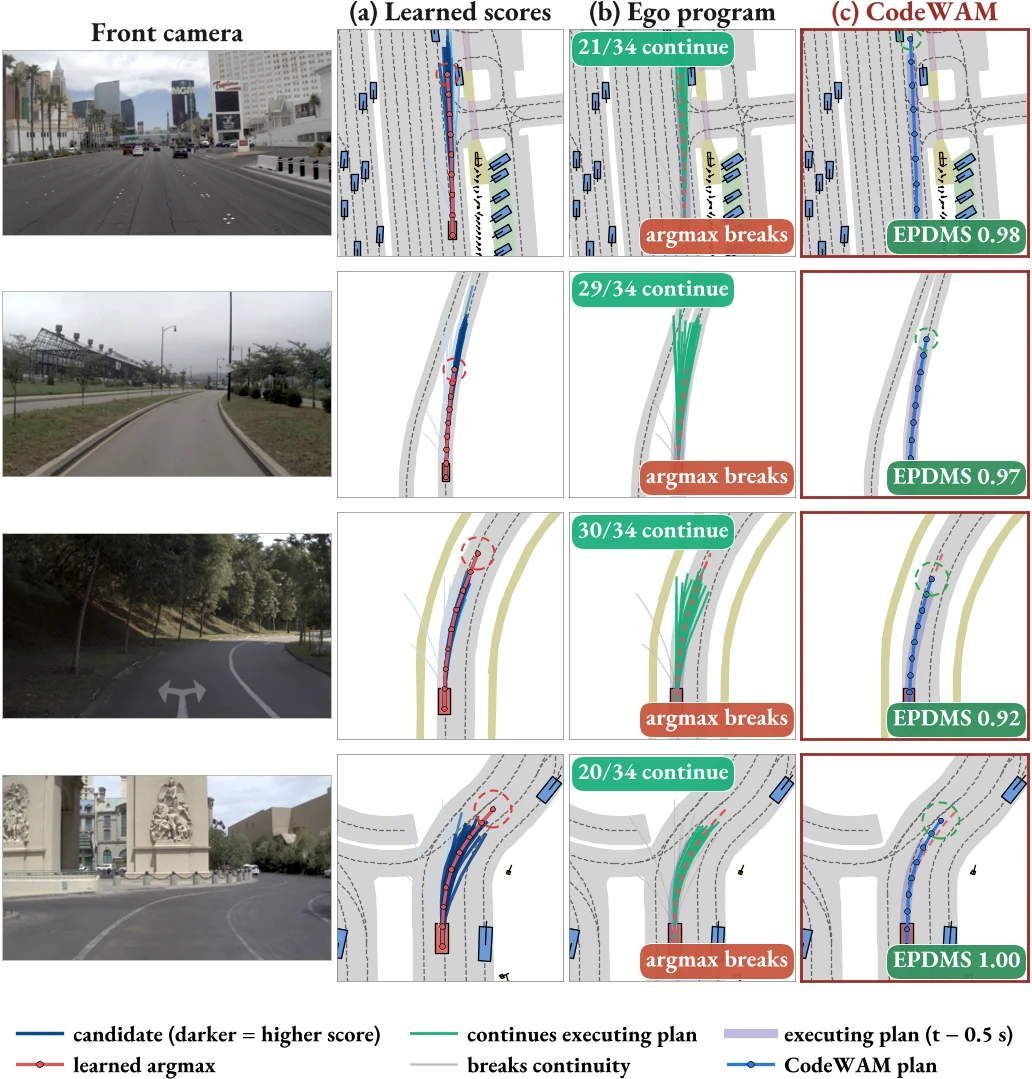 Front camera
(a) Learned scores
(b) Ego program
(c) CodeWAM
21/34 continue
argmax breaks
EPDMS 0.98
29/34 continue
argmax breaks
EPDMS 0.97
30/34 continue
argmax breaks
EPDMS 0.92
20/34 continue
argmax breaks
EPDMS 1.00
candidate (darker = higher score)
continues executing plan
executing plan (t − 0.5 s)
learned argmax
breaks continuity
CodeWAM plan